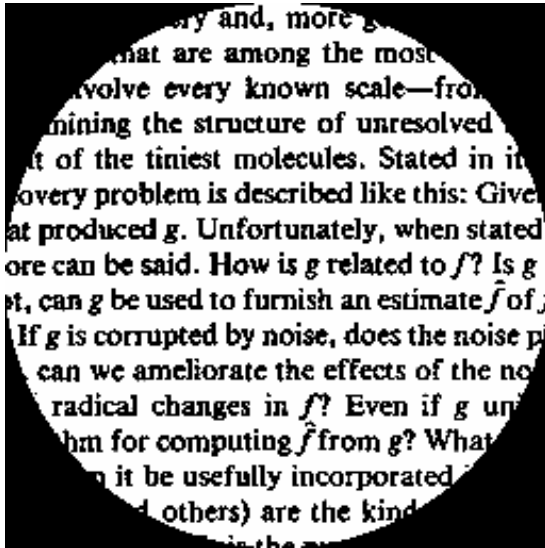 ry and, more g
hat are among the most
volve every known scale—fro
mining the structure of unresolved
t of the tiniest molecules. Stated in it
overy problem is described like this: Give
at produced g. Unfortunately, when stated
ore can be said. How is g related to f? Is g
t, can g be used to furnish an estimate f̂ of
If g is corrupted by noise, does the noise p
can we ameliorate the effects of the no
radical changes in f̂? Even if g un
hm for computing f̂ from g? What
n it be usefully incorporated
d others) are the kind
is the